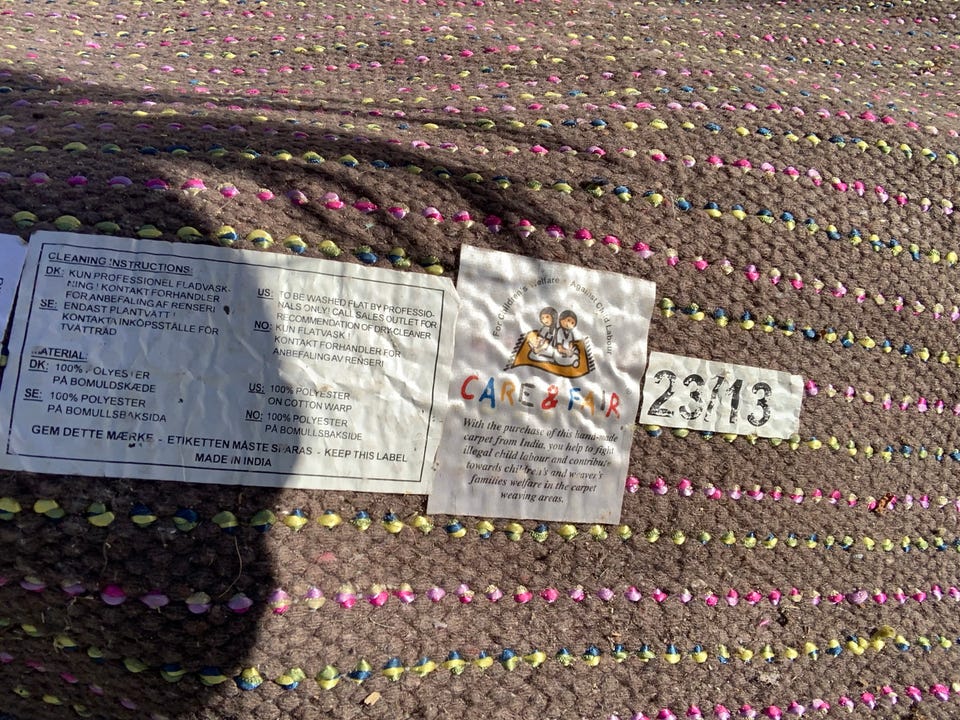 CLEANING INSTRUCTIONS:
DK: KUN PROFESSIONEL FLADVASK-
NING! KONTAKT FORHANDLER
FOR ANBEFALING AF RENSERI
SE: ENDAST PLANTVÄTT!
KONTAKTA INKÖPSSTÄLLE FÖR
TVÄTTRÅD
US: TO BE WASHED FLAT BY PROFESSIO-
NALS ONLY! CALL SALES OUTLET FOR
RECOMMENDATION OF DRY-CLEANER
NO: KUN FLATVASK!
KONTAKT FORHANDLER FOR
ANBEFALING AV RENSERI
MATERIAL:
DK: 100% POLYESTER
PÅ BOMULDSKÆDE
SE: 100% POLYESTER
PÅ BOMULLSBAKSIDA
US: 100% POLYESTER
ON COTTON WARP
NO: 100% POLYESTER
PÅ BOMULLSBAKSIDE
GEM DETTE MÆRKE - ETIKETTEN MÅSTE SPARAS - KEEP THIS LABEL
MADE IN INDIA
For Children's Welfare • Against Child Labour
CARE & FAIR
With the purchase of this hand-made
carpet from India, you help to fight
illegal child labour and contribute
towards children's and weaver's
families welfare in the carpet
weaving areas.
23/13